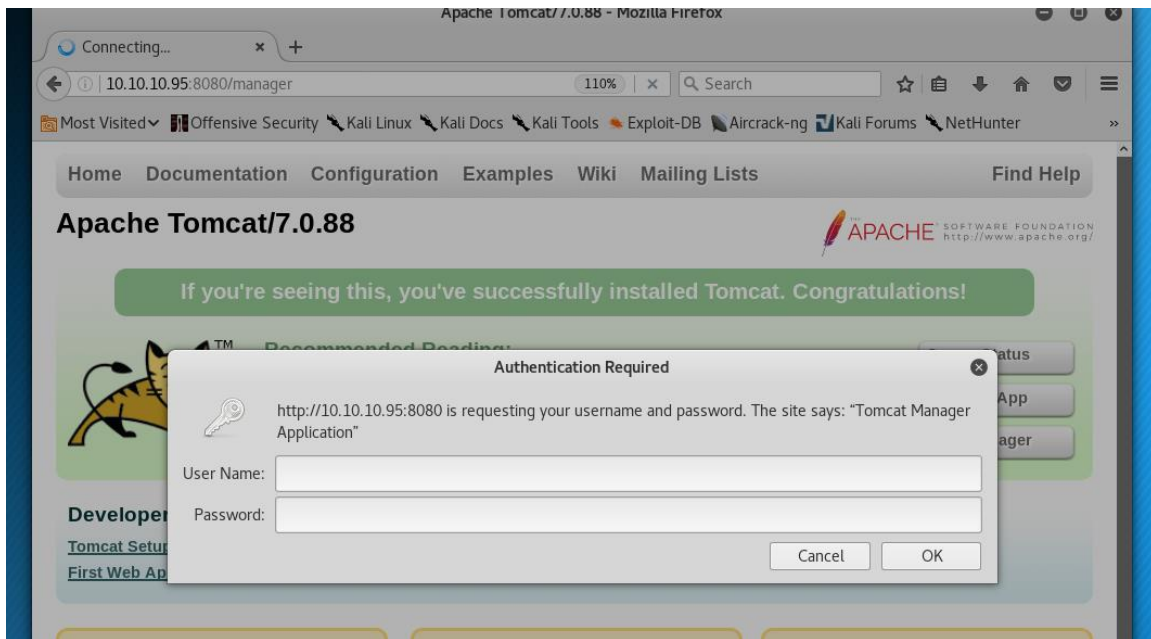 Apache Tomcat/7.0.88 - Mozilla Firefox
Connecting...
10.10.10.95:8080/manager 110% Search
Most Visited Offensive Security Kali Linux Kali Docs Kali Tools Exploit-DB Aircrack-ng Kali Forums NetHunter »
Home Documentation Configuration Examples Wiki Mailing Lists Find Help
Apache Tomcat/7.0.88
THE APACHE SOFTWARE FOUNDATION
http://www.apache.org/
If you're seeing this, you've successfully installed Tomcat. Congratulations!
TM Recommended Reading:
Authentication Required
http://10.10.10.95:8080 is requesting your username and password. The site says: “Tomcat Manager
Application”
User Name:
Password:
Cancel OK
App
Tomcat Setup
First Web Ap